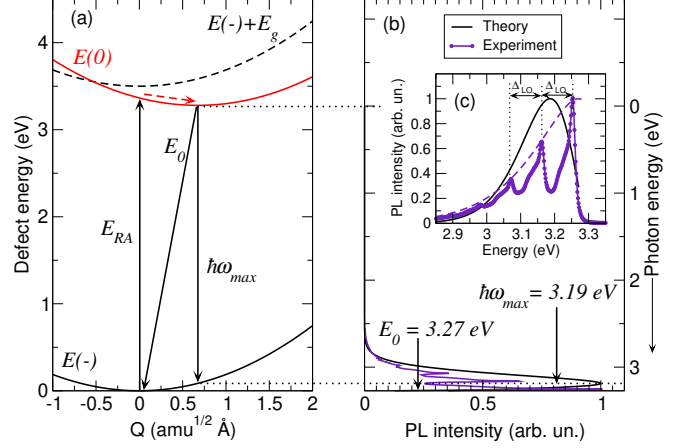 (a)
E(-)+E_g
E(0)
E_0
E_RA
ħω_max
E(-)
Defect energy (eV)
4
3
2
1
0
-1
-0.5
0
0.5
1
1.5
2
Q (amu^1/2 Å)
(b)
Theory
Experiment
(c)
Δ_LO
Δ_LO
PL intensity (arb. un.)
1
0.8
0.6
0.4
0.2
0
2.9
3
3.1
3.2
3.3
Energy (eV)
ħω_max = 3.19 eV
E_0 = 3.27 eV
0
0.5
1
PL intensity (arb. un.)
0
1
2
3
Photon energy (eV)